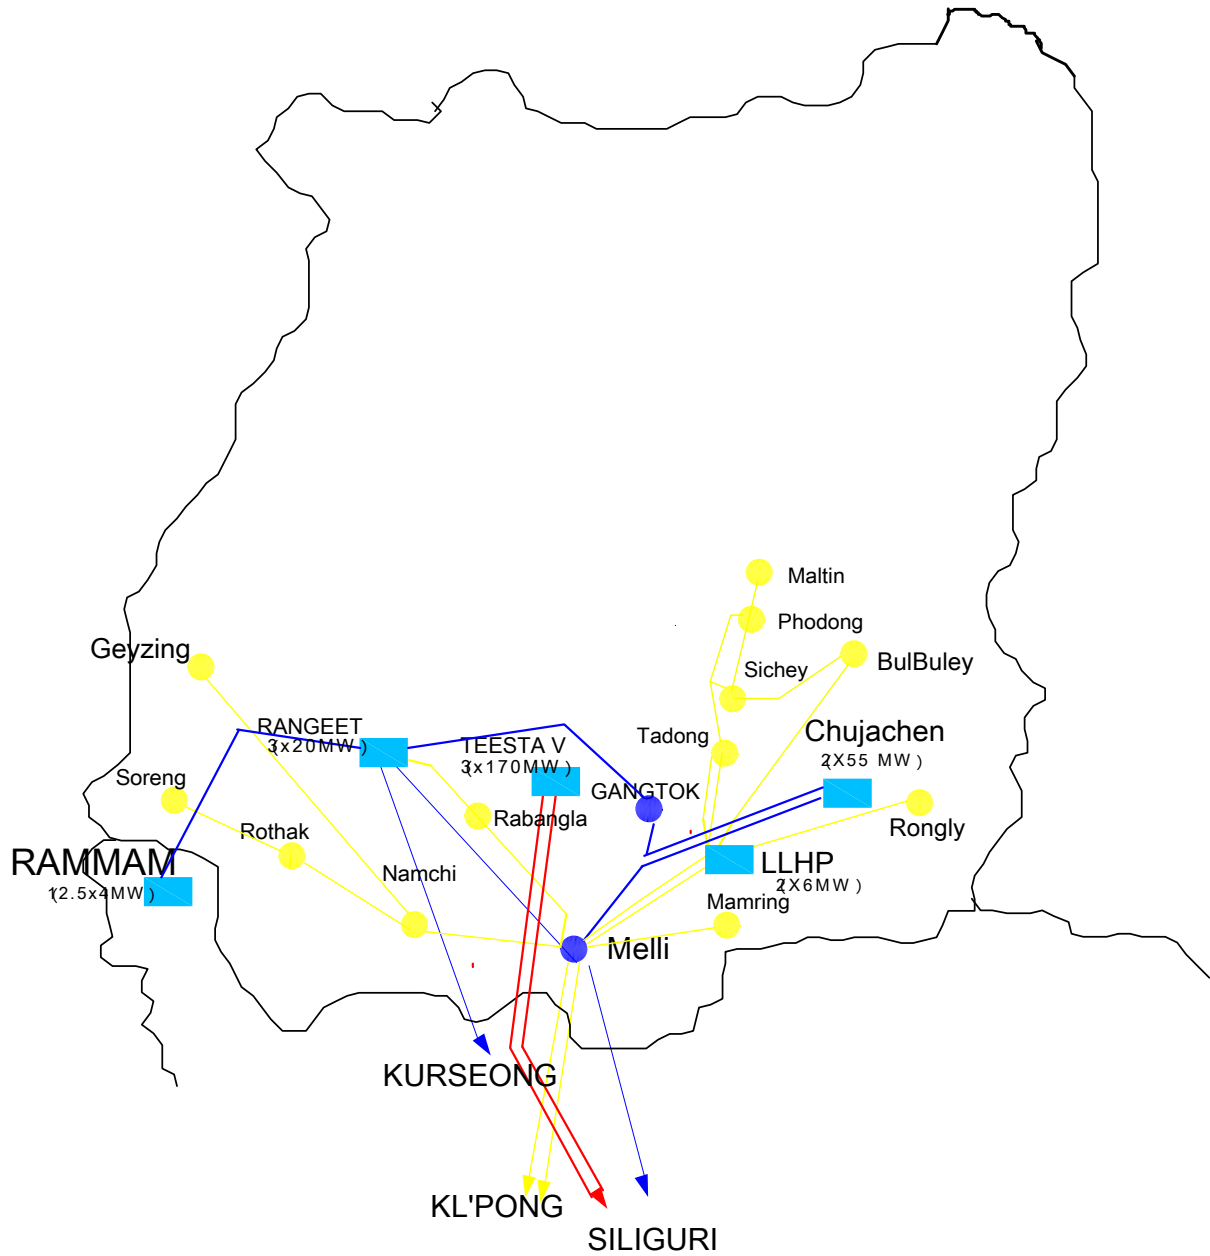 Maltin
Phodong
Geyzing
Sichey
BulBuley
RANGEET
(3x20MW)
TEESTA V
(3x170MW)
Tadong
Chujachen
(2X55 MW)
Soreng
GANGTOK
Rabangla
Rongly
Rothak
RAMMAM
(12.5x4MW)
Namchi
LLHP
(2X6MW)
Mamring
Melli
KURSEONG
KL'PONG
SILIGURI